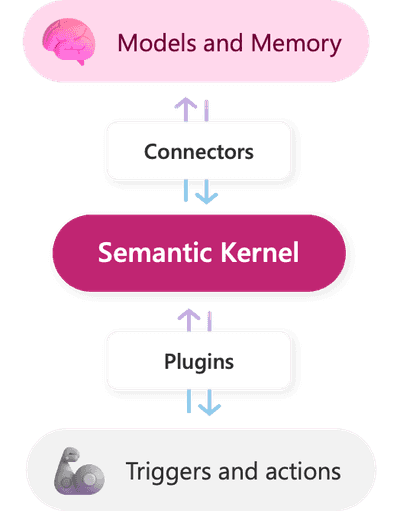 Models and Memory
Connectors
Semantic Kernel
Plugins
Triggers and actions